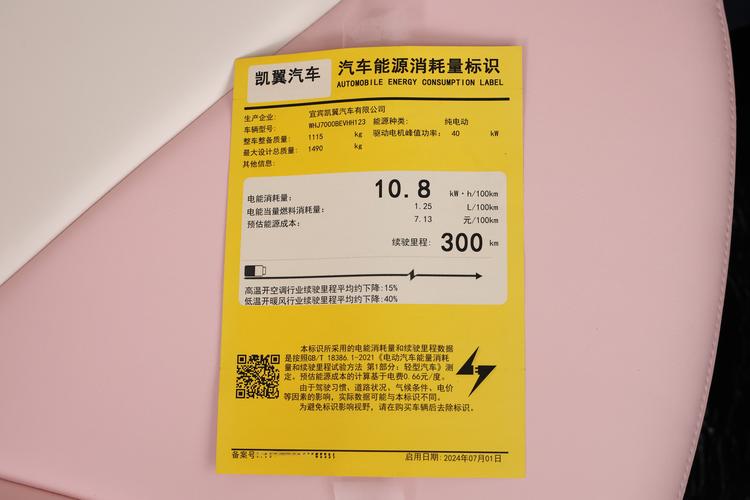 凯翼汽车
汽车能源消耗量标识
AUTOMOBILE ENERGY CONSUMPTION LABEL
生产企业: 宜宾凯翼汽车有限公司
车辆型号: WHJ7000BEVHH123 能源种类: 纯电动
整车整备质量: 1115 kg 驱动电机峰值功率: 40 kW
最大设计总质量: 1490 kg
其他信息:
电能消耗量: 10.8 kW·h/100km
电能当量燃料消耗量: 1.25 L/100km
预估能源成本: 7.13 元/100km
续驶里程: 300 km
高温开空调行业续驶里程平均约下降:15%
低温开暖风行业续驶里程平均约下降:40%
本标识所采用的电能消耗量和续驶里程数据
是按照GB/T 18386.1-2021《电动汽车能量消耗
量和续驶里程试验方法 第1部分: 轻型汽车》测
定。预估能源成本的计算基于电费0.66元/度。
由于驾驶习惯、道路状况、气候条件、电价
等因素的影响, 实际数据可能与本标识不同。
为避免标识影响视野, 请在购买车辆后去除标识。
备案号:
启用日期: 2024年07月01日